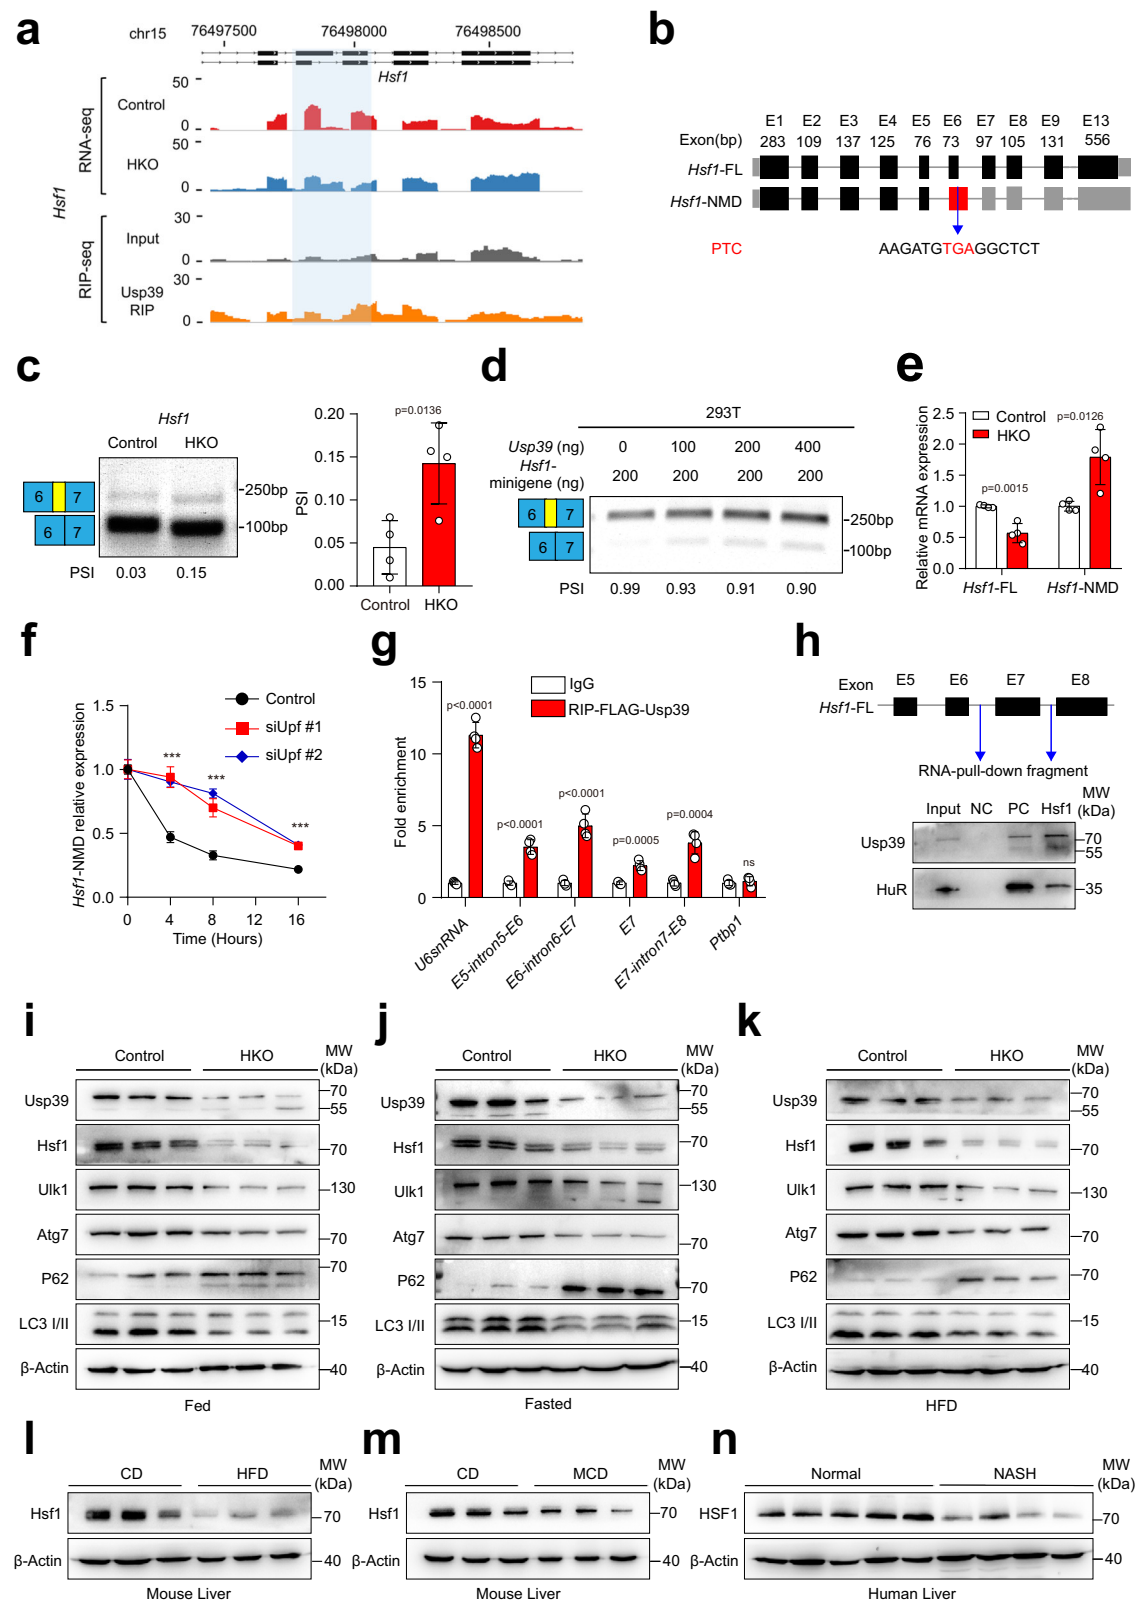 a
chr15 76497500 76498000 76498500
Hsf1
50
Control
0
50
HKO
0
RNA-seq
Hsf1
30
Input
0
30
Usp39
RIP
0
RIP-seq
b
E1 E2 E3 E4 E5 E6 E7 E8 E9 E13
Exon(bp) 283 109 137 125 76 73 97 105 131 556
Hsf1-FL
Hsf1-NMD
PTC AAGATGTGAGGCTCT
c
Hsf1
Control HKO
6 7
6 7
-250bp
-100bp
PSI 0.03 0.15
p=0.0136
PSI
0.20
0.15
0.10
0.05
0.00
Control HKO
d
293T
Usp39 (ng) 0 100 200 400
Hsf1-
minigene (ng) 200 200 200 200
6 7
6 7
-250bp
-100bp
PSI 0.99 0.93 0.91 0.90
e
Relative mRNA expression
2.5
2.0
1.5
1.0
0.5
0.0
Control
HKO
p=0.0126
p=0.0015
Hsf1-FL Hsf1-NMD
f
Hsf1-NMD relative expression
1.5
1.0
0.5
0.0
Control
siUpf #1
siUpf #2
***
***
***
0 4 8 12 16
Time (Hours)
g
Fold enrichment
15
10
5
0
IgG
RIP-FLAG-Usp39
p<0.0001
p<0.0001
p<0.0001
p=0.0005
p=0.0004
ns
U6snRNA
E5-intron5-E6
E6-intron6-E7
E7
E7-intron7-E8
Ptbp1
h
Exon E5 E6 E7 E8
Hsf1-FL
RNA-pull-down fragment
Input NC PC Hsf1 MW
(kDa)
Usp39 70
55
HuR 35
i
Control HKO MW
(kDa)
Usp39 70
55
Hsf1 70
Ulk1 130
Atg7 70
P62 70
LC3 I/II 15
β-Actin 40
Fed
j
Control HKO MW
(kDa)
Usp39 70
55
Hsf1 70
Ulk1 130
Atg7 70
P62 70
LC3 I/II 15
β-Actin 40
Fasted
k
Control HKO MW
(kDa)
Usp39 70
55
Hsf1 70
Ulk1 130
Atg7 70
P62 70
LC3 I/II 15
β-Actin 40
HFD
l
CD HFD MW
(kDa)
Hsf1 70
β-Actin 40
Mouse Liver
m
CD MCD MW
(kDa)
Hsf1 70
β-Actin 40
Mouse Liver
n
Normal NASH MW
(kDa)
HSF1 70
β-Actin 40
Human Liver